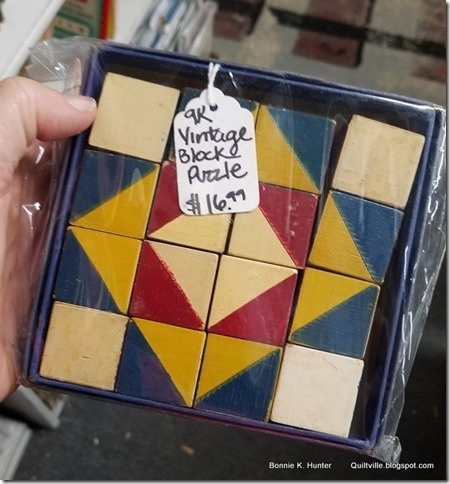 9K
Vintage
Block
Puzzle
$16.99
Bonnie K. Hunter Quiltville.blogspot.com